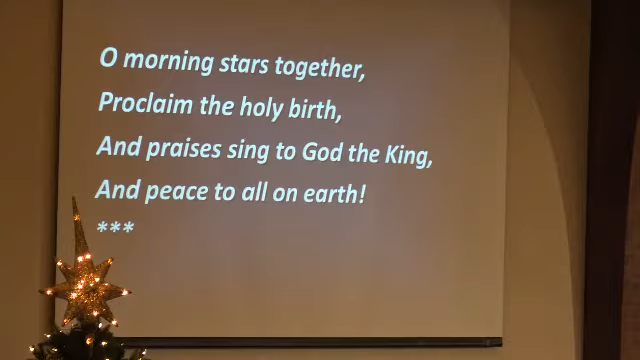 O morning stars together,
Proclaim the holy birth,
And praises sing to God the King,
And peace to all on earth!
***